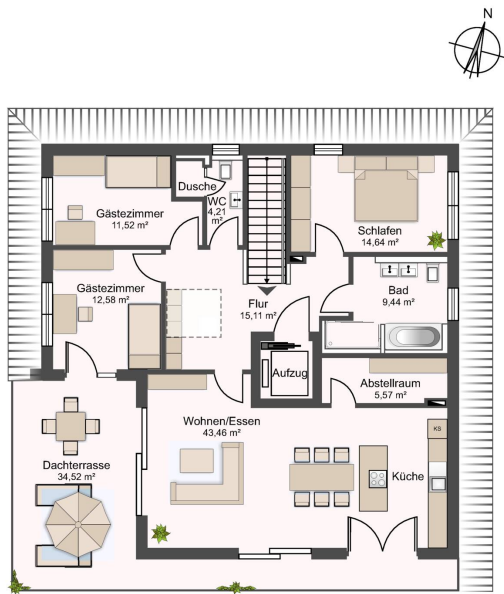 N
Dusche
WC
4,21
m²
Gästezimmer
11,52 m²
Schlafen
14,64 m²
Gästezimmer
12,58 m²
Flur
15,11 m²
Bad
9,44 m²
Aufzug
Abstellraum
5,57 m²
Wohnen/Essen
43,46 m²
KS
Dachterrasse
34,52 m²
Küche